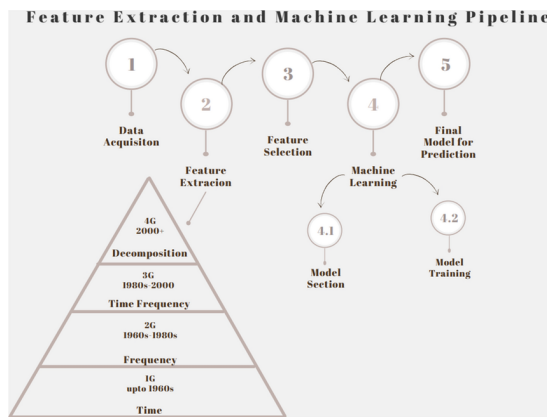 Feature Extraction and Machine Learning Pipeline
1
2
3
4
5
Data
Acquisiton
Feature
Extracion
Feature
Selection
Machine
Learning
Final
Model for
Prediction
4.1
Model
Section
4.2
Model
Training
4G
2000+
Decomposition
3G
1980s-2000
Time Frequency
2G
1960s-1980s
Frequency
1G
upto 1960s
Time